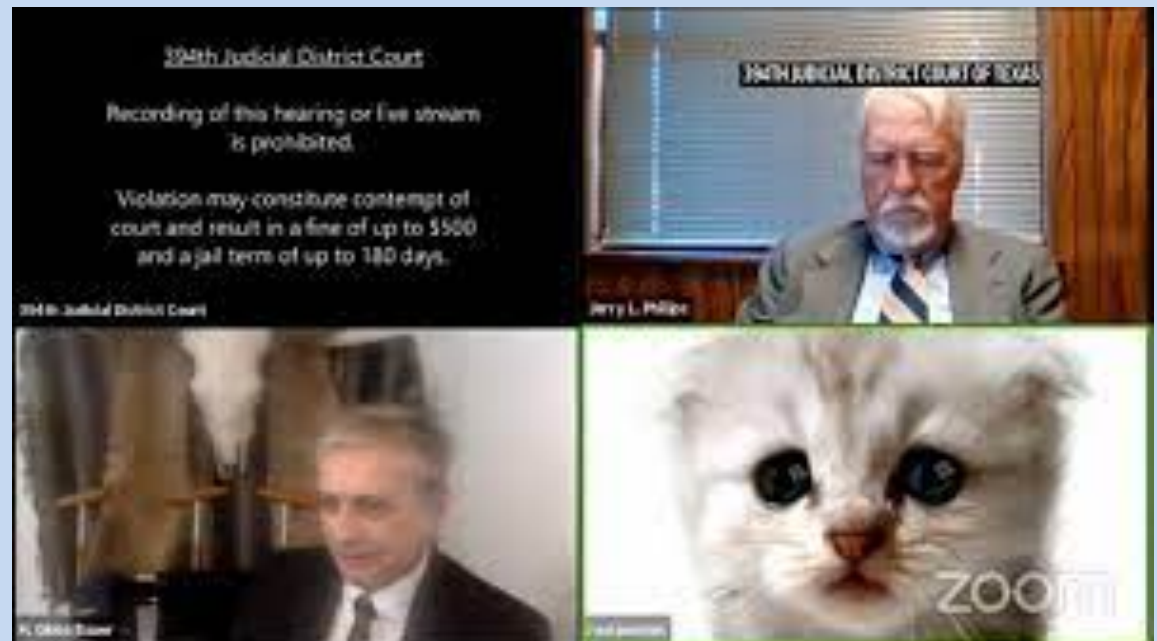 394th Judicial District Court
Recording of this hearing or live stream
is prohibited.
Violation may constitute contempt of
court and result in a fine of up to $500
and a jail term of up to 180 days.
394th Judicial District Court
394TH JUDICIAL DISTRICT COURT OF TEXAS
Jerry L. Phillips
H. Gibbs Bauer
zoom